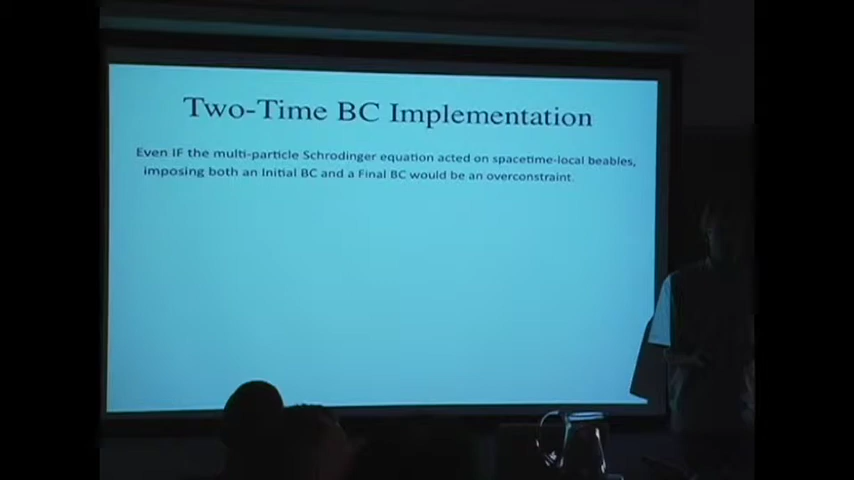 Two-Time BC Implementation
Even IF the multi-particle Schrodinger equation acted on spacetime-local beables,
imposing both an Initial BC and a Final BC would be an overconstraint.